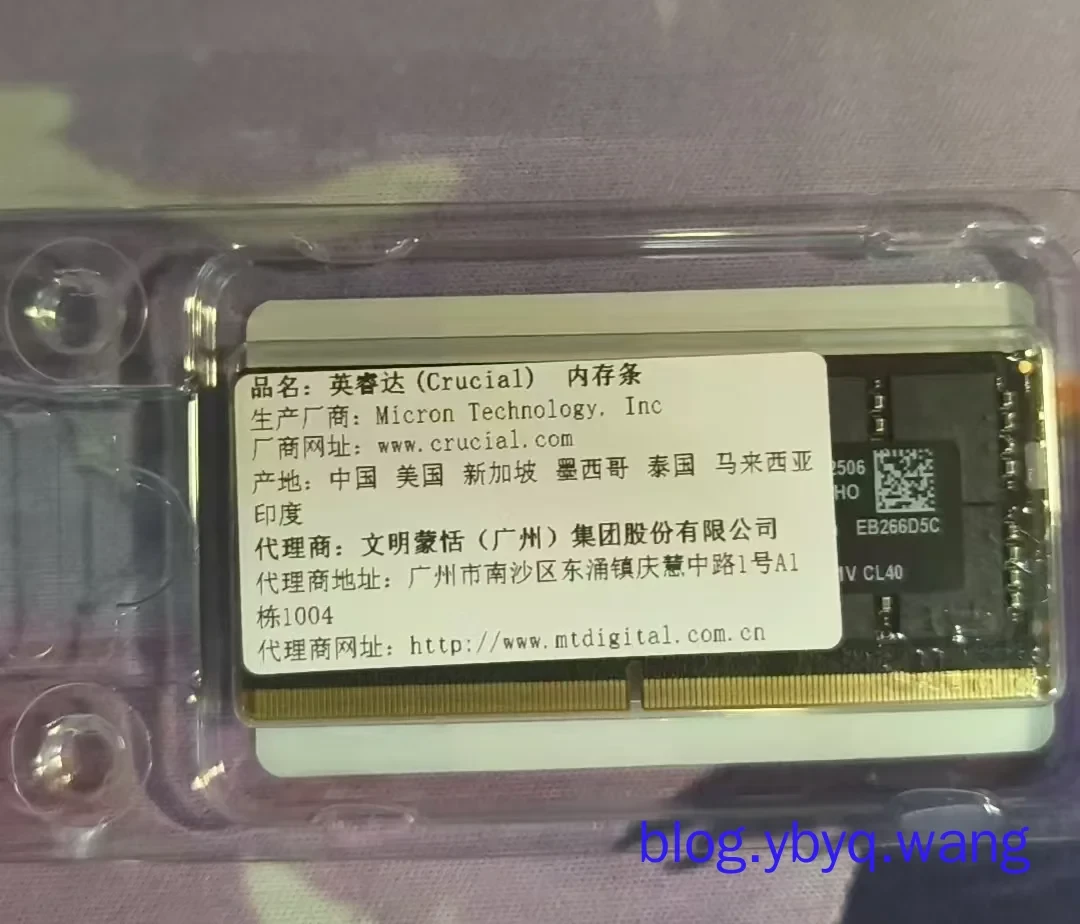 品名：英睿达(Crucial) 内存条
生产厂商：Micron Technology, Inc
厂商网址：www.crucial.com
产地：中国 美国 新加坡 墨西哥 泰国 马来西亚
印度
代理商：文明蒙恬（广州）集团股份有限公司
代理商地址：广州市南沙区东涌镇庆慧中路1号A1
栋1004
代理商网址：http://www.mtdigital.com.cn
2506
HO
EB266D5C
1V CL40
blog.ybyq.wang